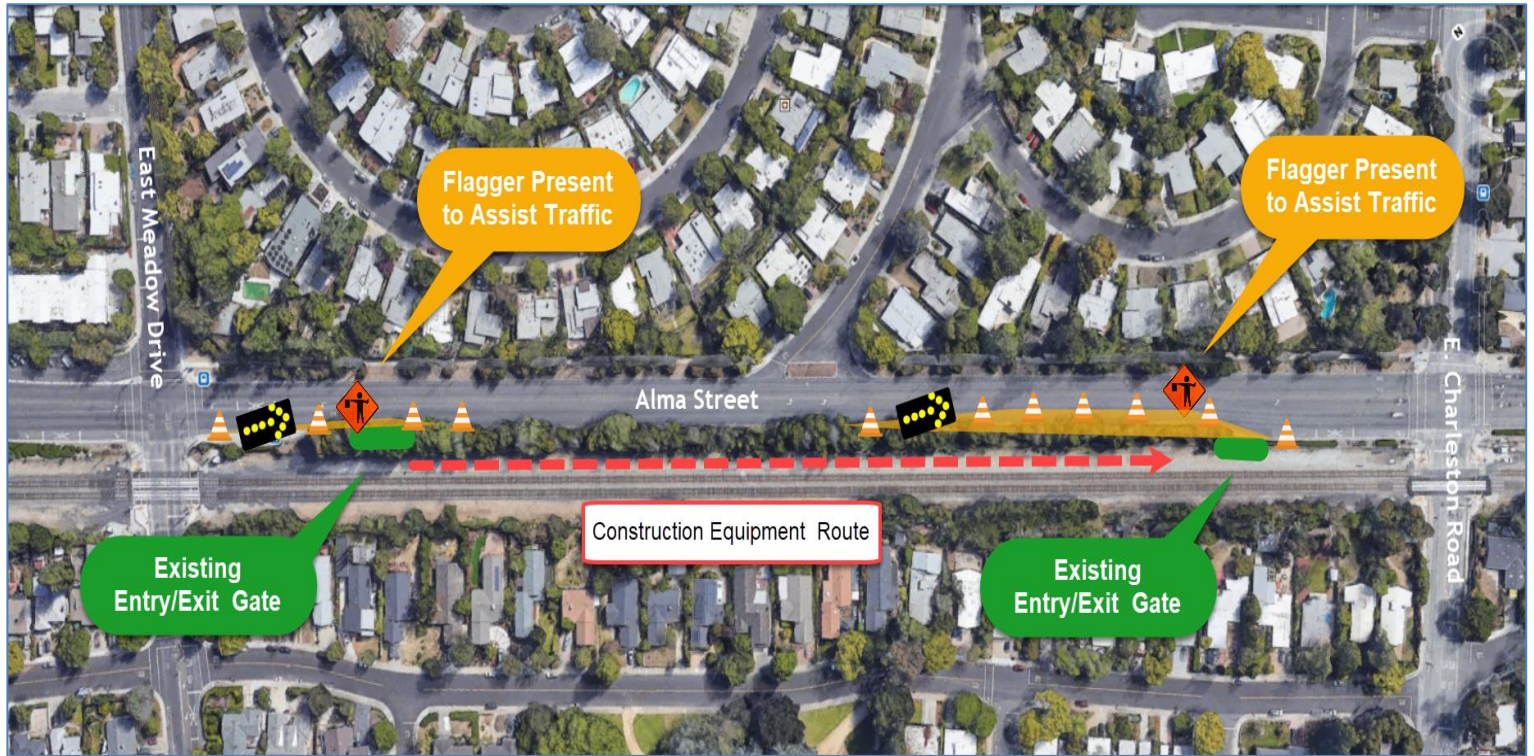 East Meadow Drive
Flagger Present
to Assist Traffic
Flagger Present
to Assist Traffic
Alma Street
E. Charleston Road
Construction Equipment Route
Existing
Entry/Exit Gate
Existing
Entry/Exit Gate